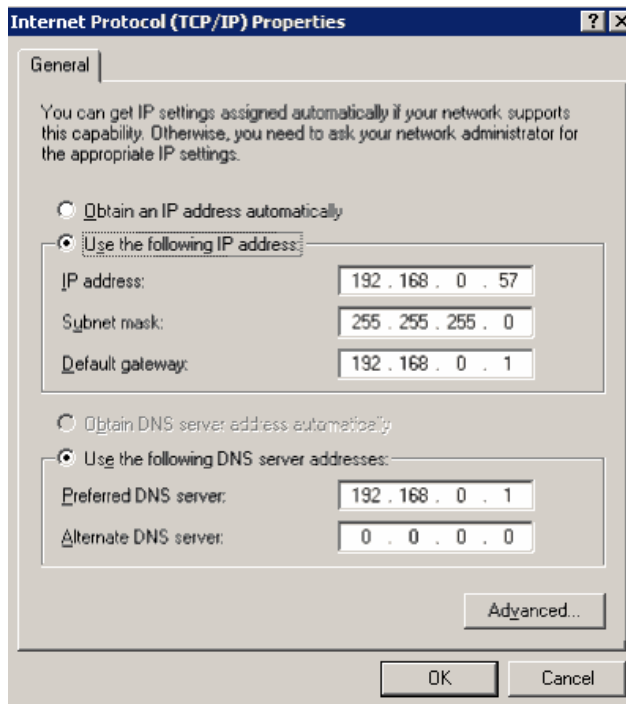 Internet Protocol (TCP/IP) Properties
General
You can get IP settings assigned automatically if your network supports
this capability. Otherwise, you need to ask your network administrator for
the appropriate IP settings.
Obtain an IP address automatically
Use the following IP address:
IP address: 192 . 168 . 0 . 57
Subnet mask: 255 . 255 . 255 . 0
Default gateway: 192 . 168 . 0 . 1
Obtain DNS server address automatically
Use the following DNS server addresses:
Preferred DNS server: 192 . 168 . 0 . 1
Alternate DNS server: 0 . 0 . 0 . 0
Advanced...
OK Cancel